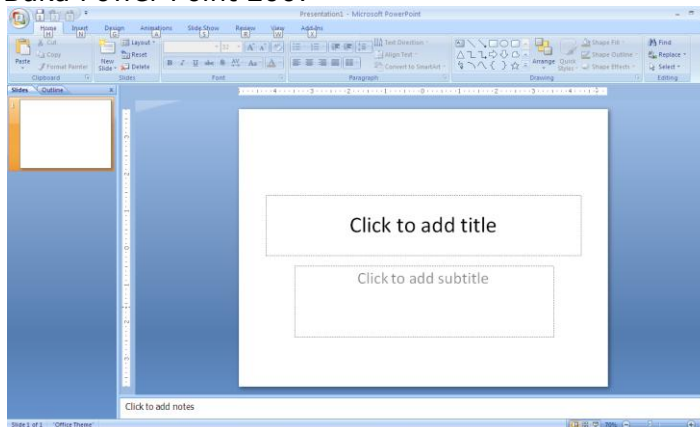 Presentation1 - Microsoft PowerPoint
Home Insert Design Animations Slide Show Review View Add-Ins
H N G A S R W X
Cut
Copy
Format Painter
Paste
Clipboard
New Slide
Layout
Reset
Delete
Slides
Font
Text Direction
Align Text
Convert to SmartArt
Paragraph
Arrange
Quick Styles
Shape Fill
Shape Outline
Shape Effects
Drawing
Find
Replace
Select
Editing
Slides Outline
Click to add title
Click to add subtitle
Click to add notes
Slide 1 of 1 "Office Theme" 70%